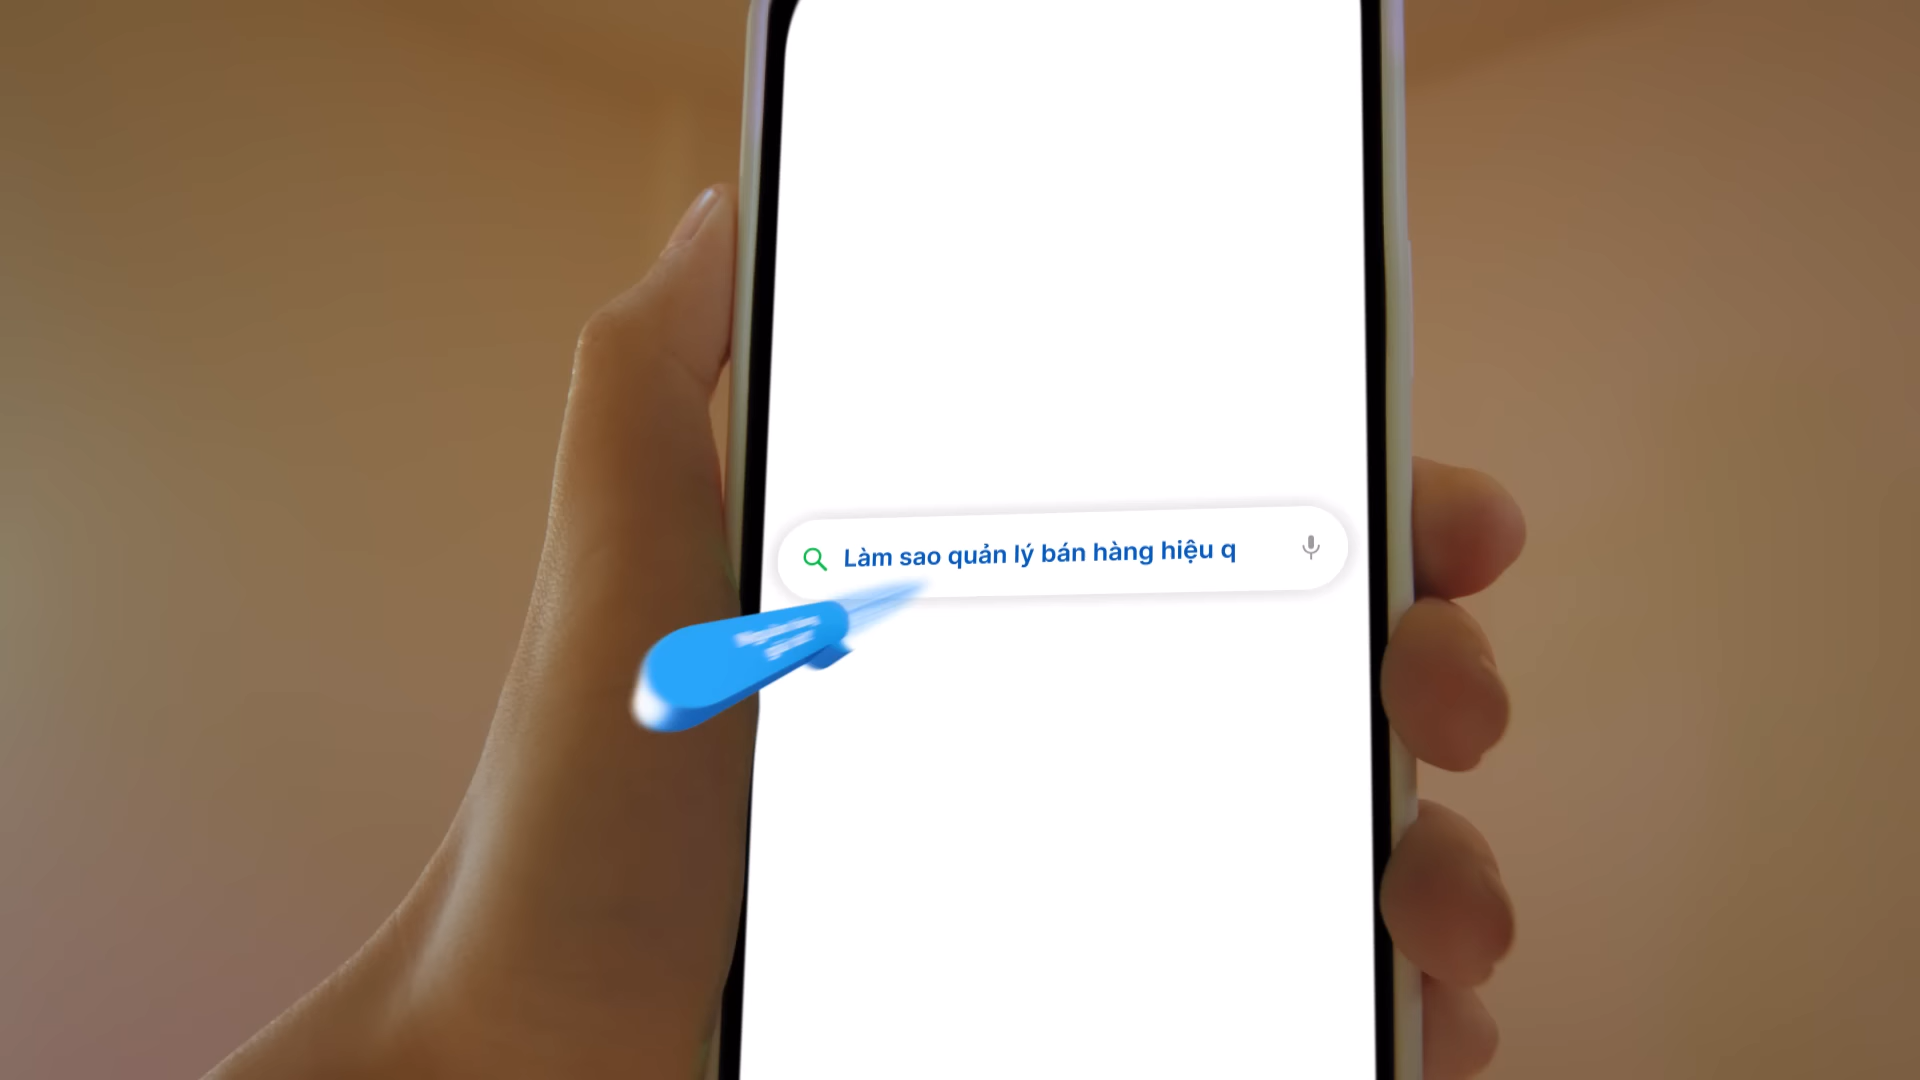 Làm sao quản lý bán hàng hiệu q